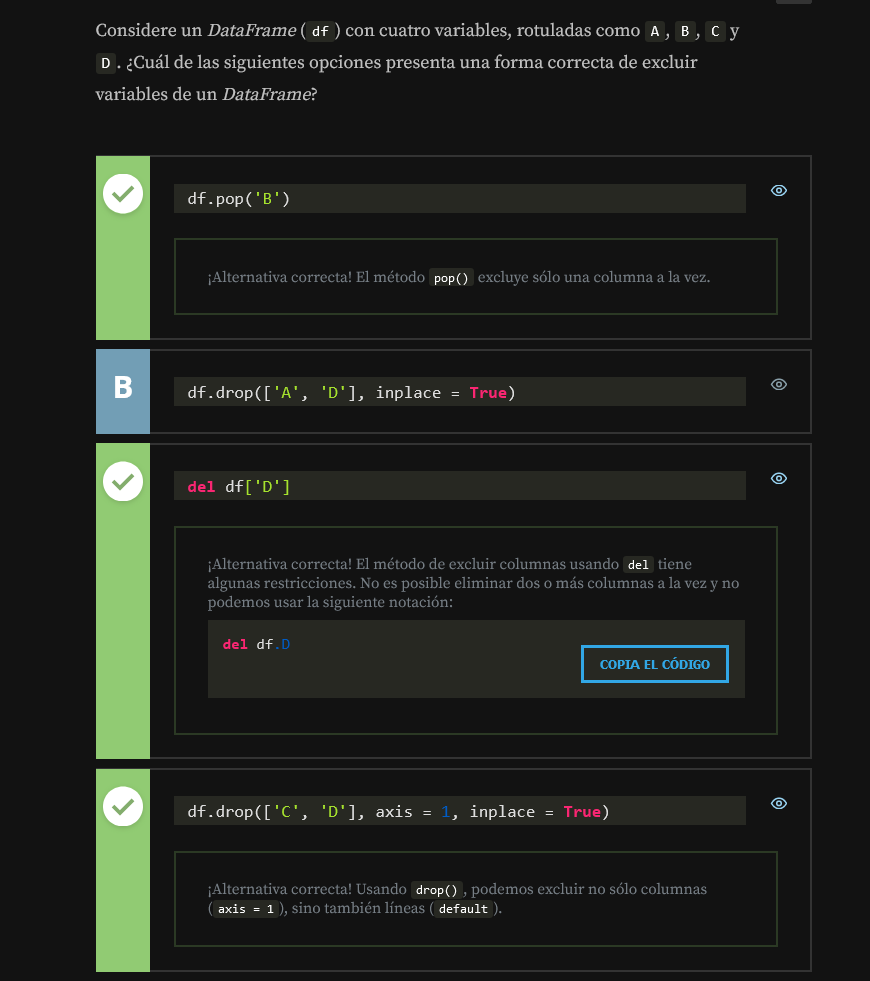 Considere un DataFrame ( df ) con cuatro variables, rotuladas como A , B , C y
D . ¿Cuál de las siguientes opciones presenta una forma correcta de excluir
variables de un DataFrame?
df.pop('B')
¡Alternativa correcta! El método pop() excluye sólo una columna a la vez.
B
df.drop(['A', 'D'], inplace = True)
del df['D']
¡Alternativa correcta! El método de excluir columnas usando del tiene
algunas restricciones. No es posible eliminar dos o más columnas a la vez y no
podemos usar la siguiente notación:
del df.D
COPIA EL CÓDIGO
df.drop(['C', 'D'], axis = 1, inplace = True)
¡Alternativa correcta! Usando drop() , podemos excluir no sólo columnas
( axis = 1 ), sino también líneas ( default ).